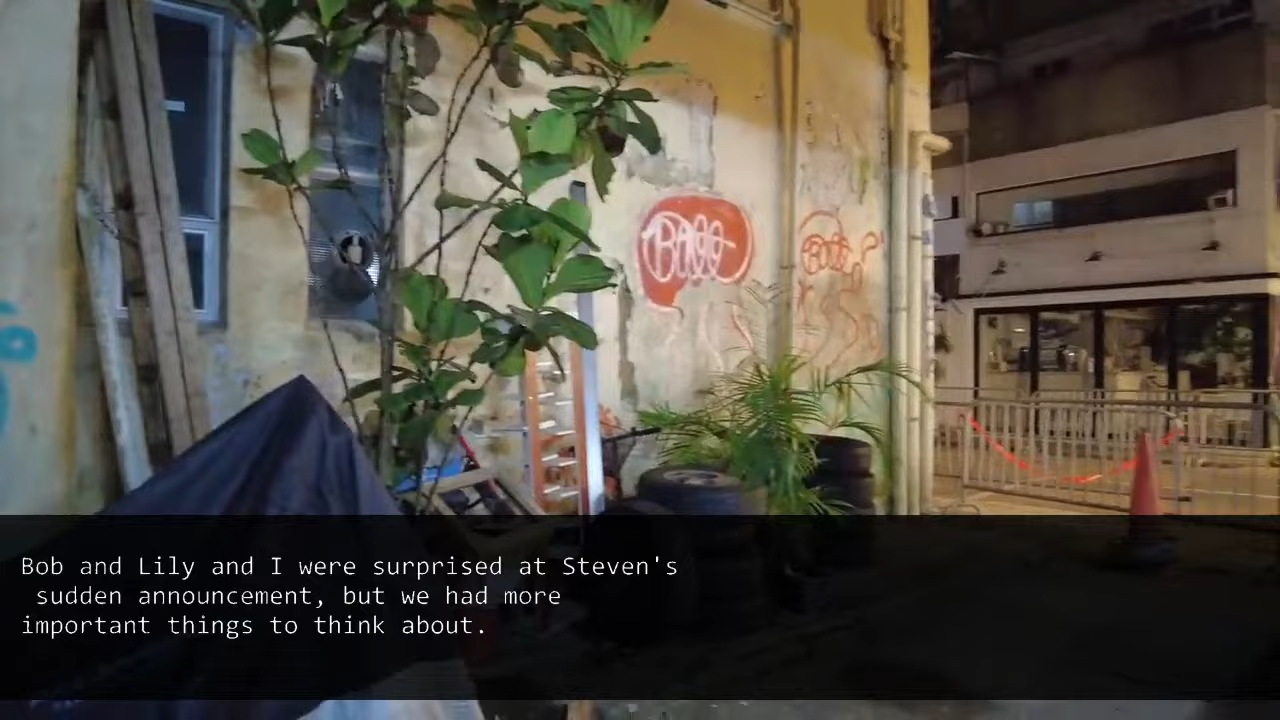 Bob and Lily and I were surprised at Steven's
sudden announcement, but we had more
important things to think about.